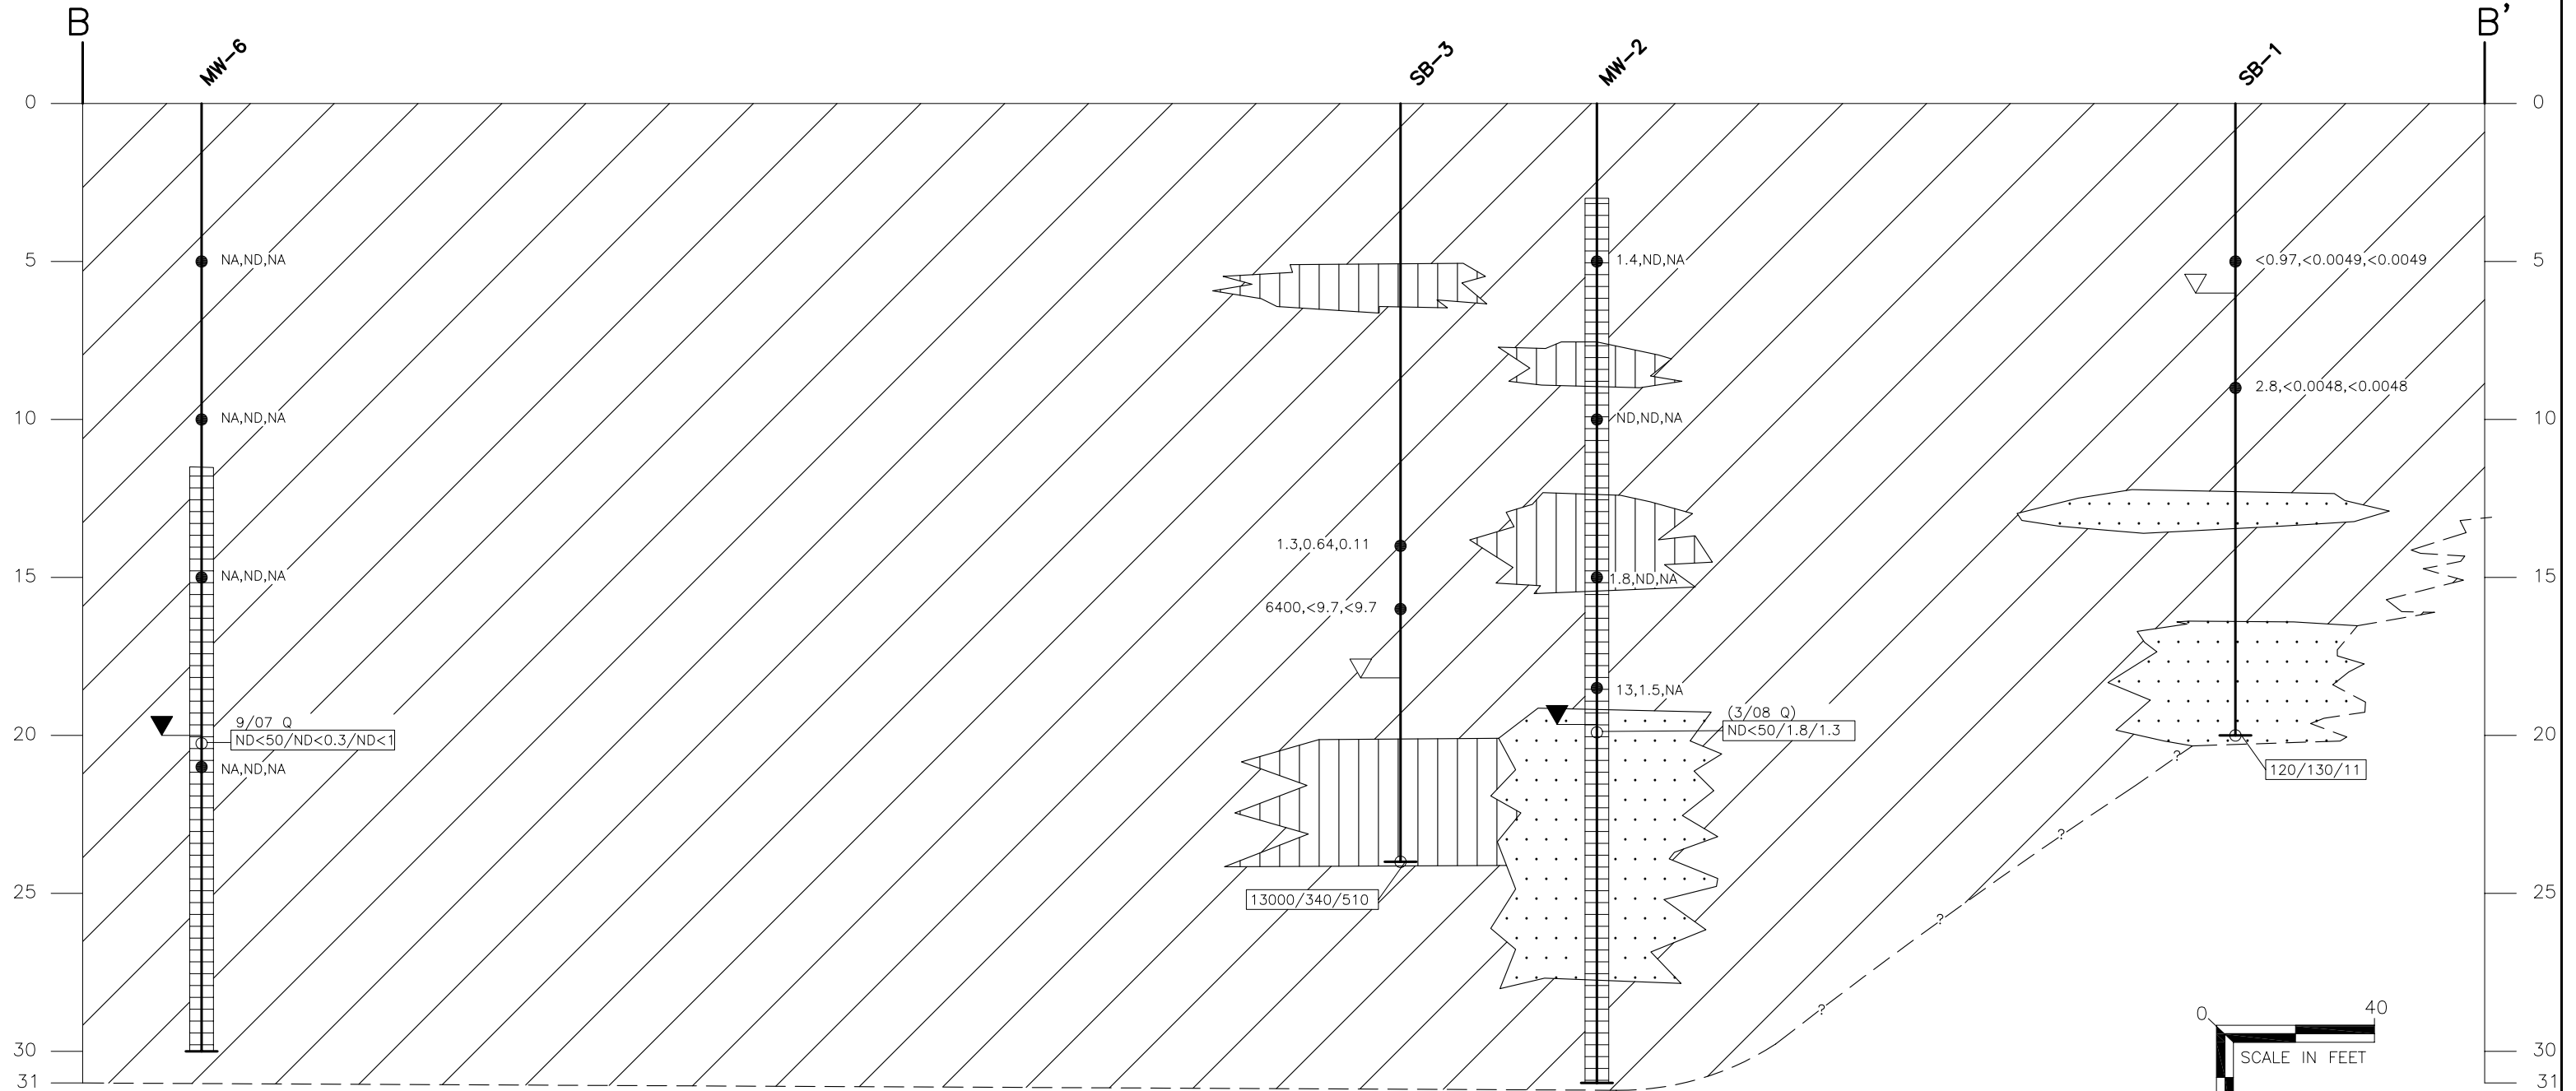 B
B'
MW-6
SB-3
MW-2
SB-1
0
0
5
NA,ND,NA
1.4,ND,NA
<0.97,<0.0049,<0.0049
5
2.8,<0.0048,<0.0048
10
NA,ND,NA
ND,ND,NA
10
1.3,0.64,0.11
15
NA,ND,NA
1.8,ND,NA
15
6400,<9.7,<9.7
13,1.5,NA
9/07 Q
(3/08 Q)
ND<50/ND<0.3/ND<1
ND<50/1.8/1.3
20
20
?
NA,ND,NA
120/130/11
?
25
13000/340/510
25
?
?
0
40
SCALE IN FEET
30
30
31
31